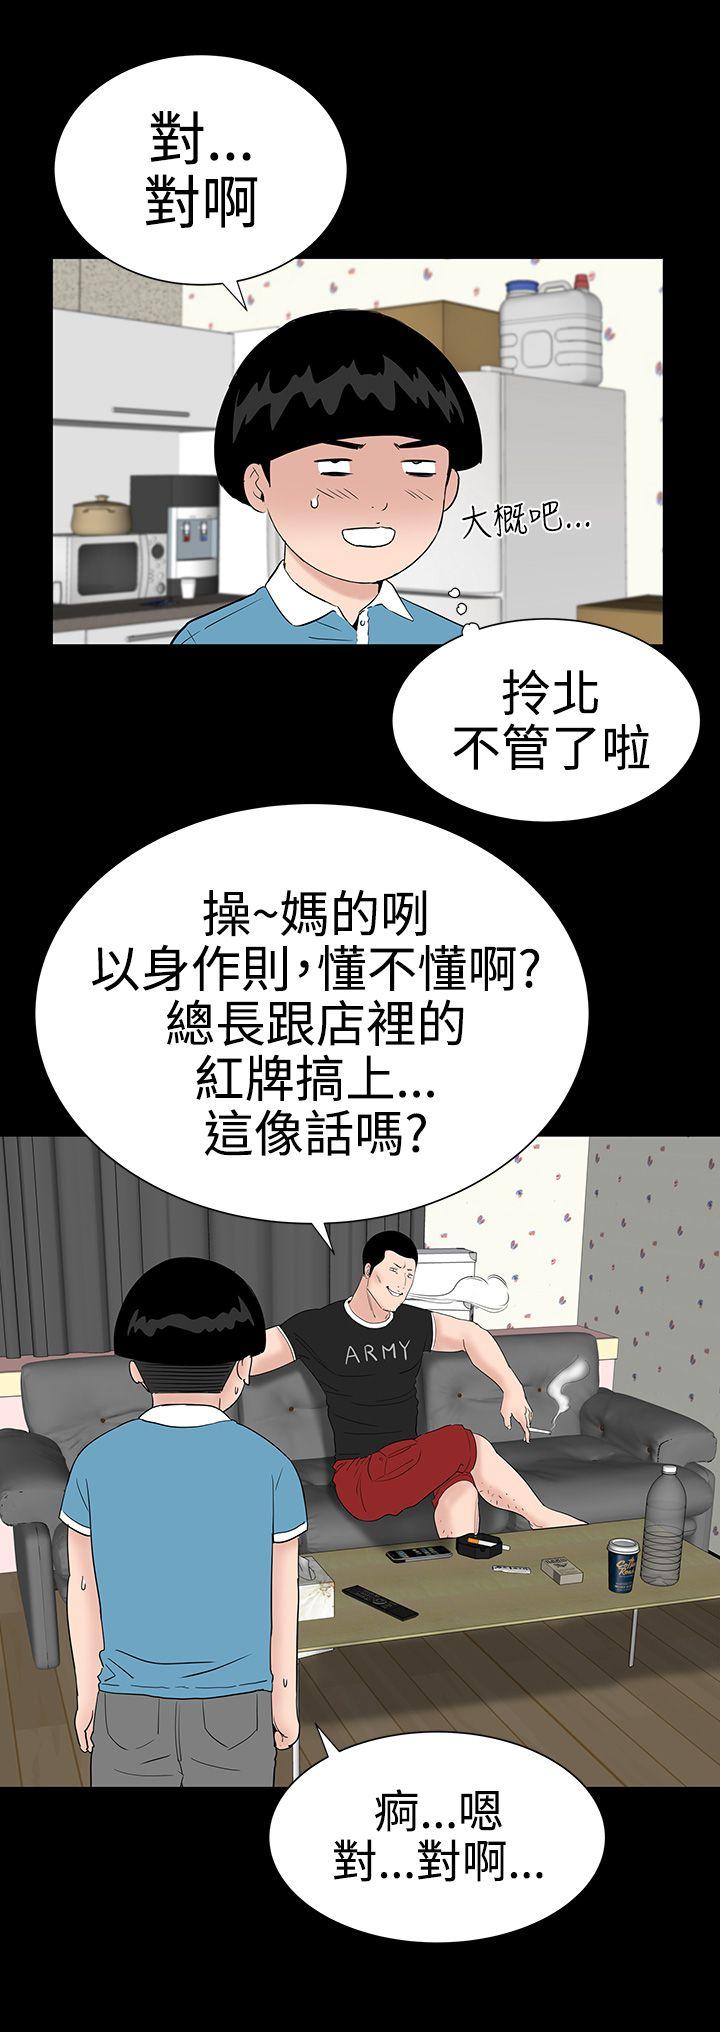 對…
對啊
大概吧…
拎北
不管了啦
操~媽的咧
以身作則,懂不懂啊?
總長跟店裡的
紅牌搞上…
這像話嗎?
ARMY
Coffee
痾…嗯
對…對啊…